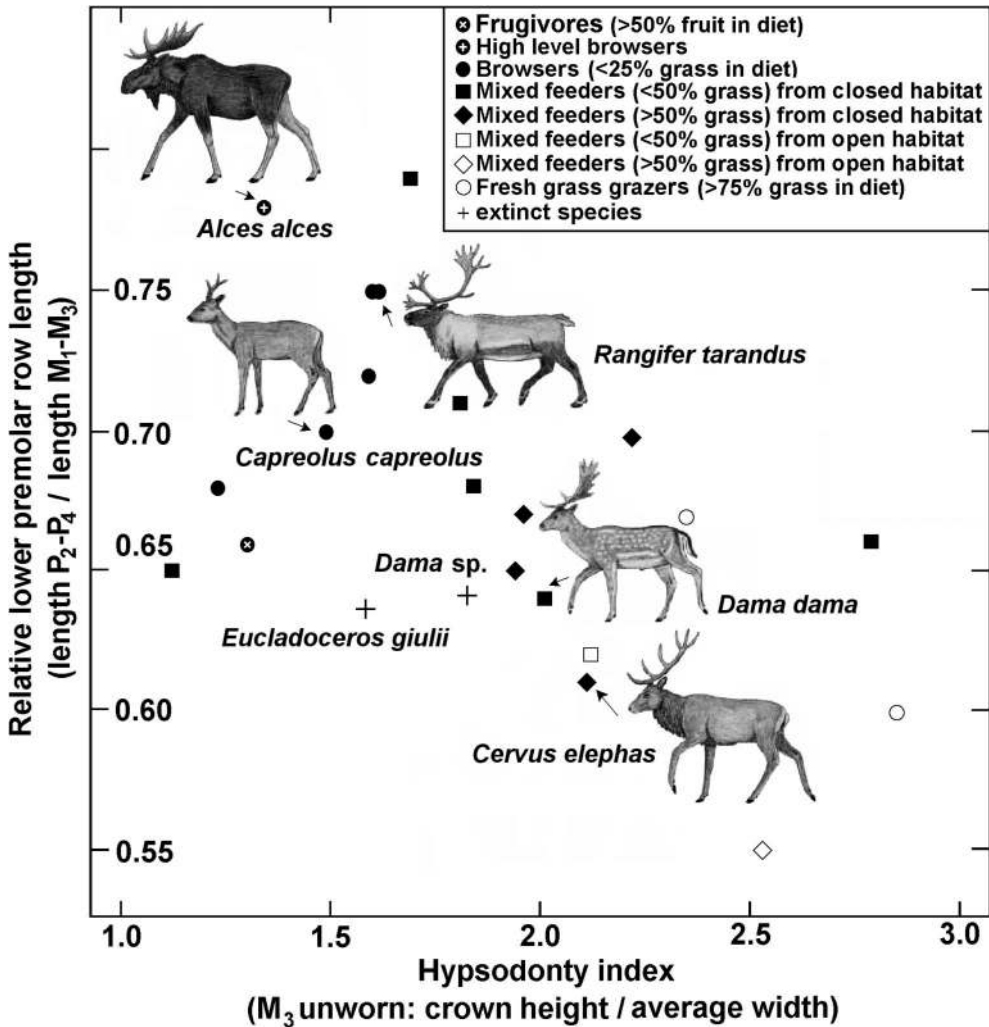 Frugivores (>50% fruit in diet)
High level browsers
Browsers (<25% grass in diet)
Mixed feeders (<50% grass) from closed habitat
Mixed feeders (>50% grass) from closed habitat
Mixed feeders (<50% grass) from open habitat
Mixed feeders (>50% grass) from open habitat
Fresh grass grazers (>75% grass in diet)
extinct species
Alces alces
Rangifer tarandus
Capreolus capreolus
Dama sp.
Dama dama
Eucladoceros giulii
Cervus elephas
Relative lower premolar row length
(length P₂-P₄ / length M₁-M₃)
0.75
0.70
0.65
0.60
0.55
1.0 1.5 2.0 2.5 3.0
Hypsodonty index
(M₃ unworn: crown height / average width)